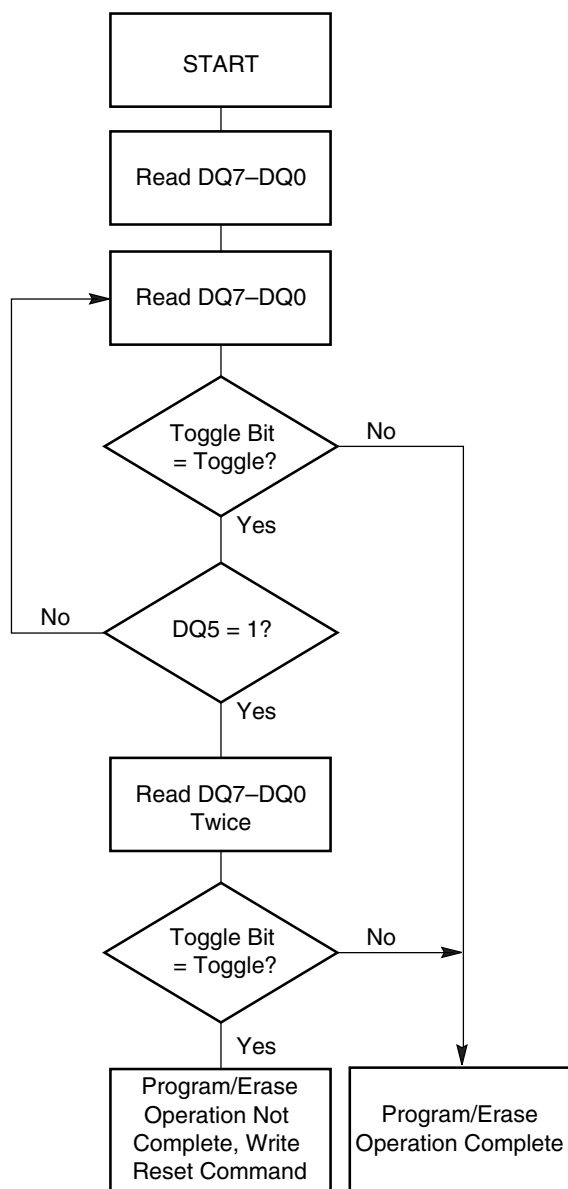 START
Read DQ7–DQ0
Read DQ7–DQ0
Toggle Bit
= Toggle?
No
Yes
No
DQ5 = 1?
Yes
Read DQ7–DQ0
Twice
Toggle Bit
= Toggle?
No
Yes
Program/Erase
Operation Not
Complete, Write
Reset Command
Program/Erase
Operation Complete